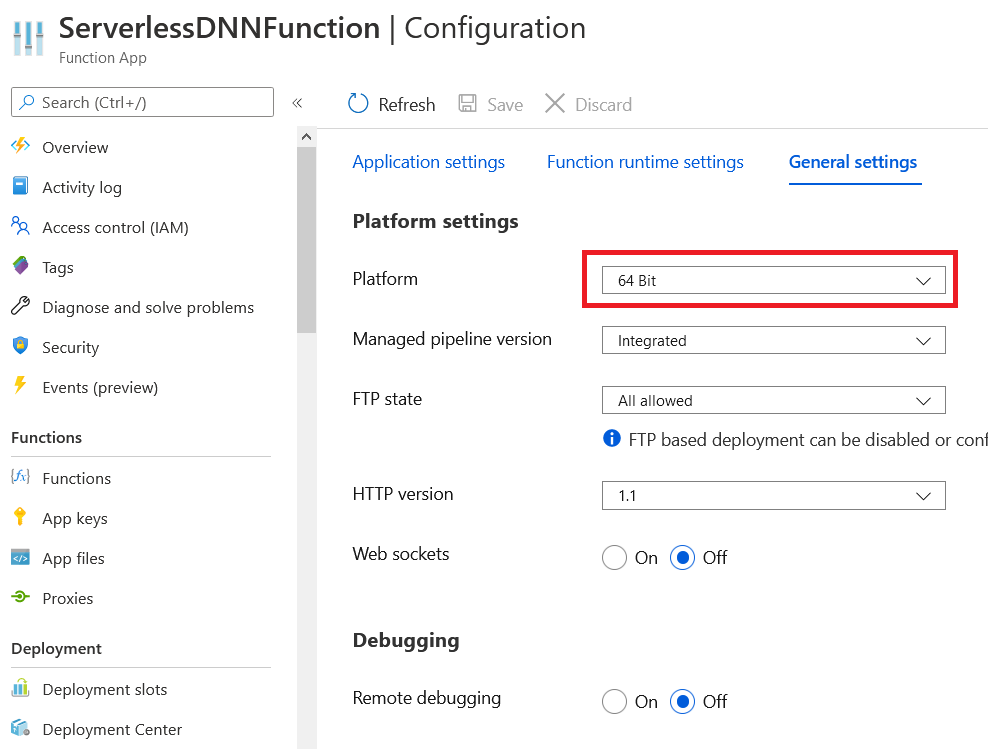 ServerlessDNNFunction | Configuration
Function App
Search (Ctrl+/)
«
Overview
Activity log
Access control (IAM)
Tags
Diagnose and solve problems
Security
Events (preview)
Functions
Functions
App keys
App files
Proxies
Deployment
Deployment slots
Deployment Center
Refresh
Save
Discard
Application settings
Function runtime settings
General settings
Platform settings
Platform
64 Bit
Managed pipeline version
Integrated
FTP state
All allowed
FTP based deployment can be disabled or conf
HTTP version
1.1
Web sockets
On
Off
Debugging
Remote debugging
On
Off